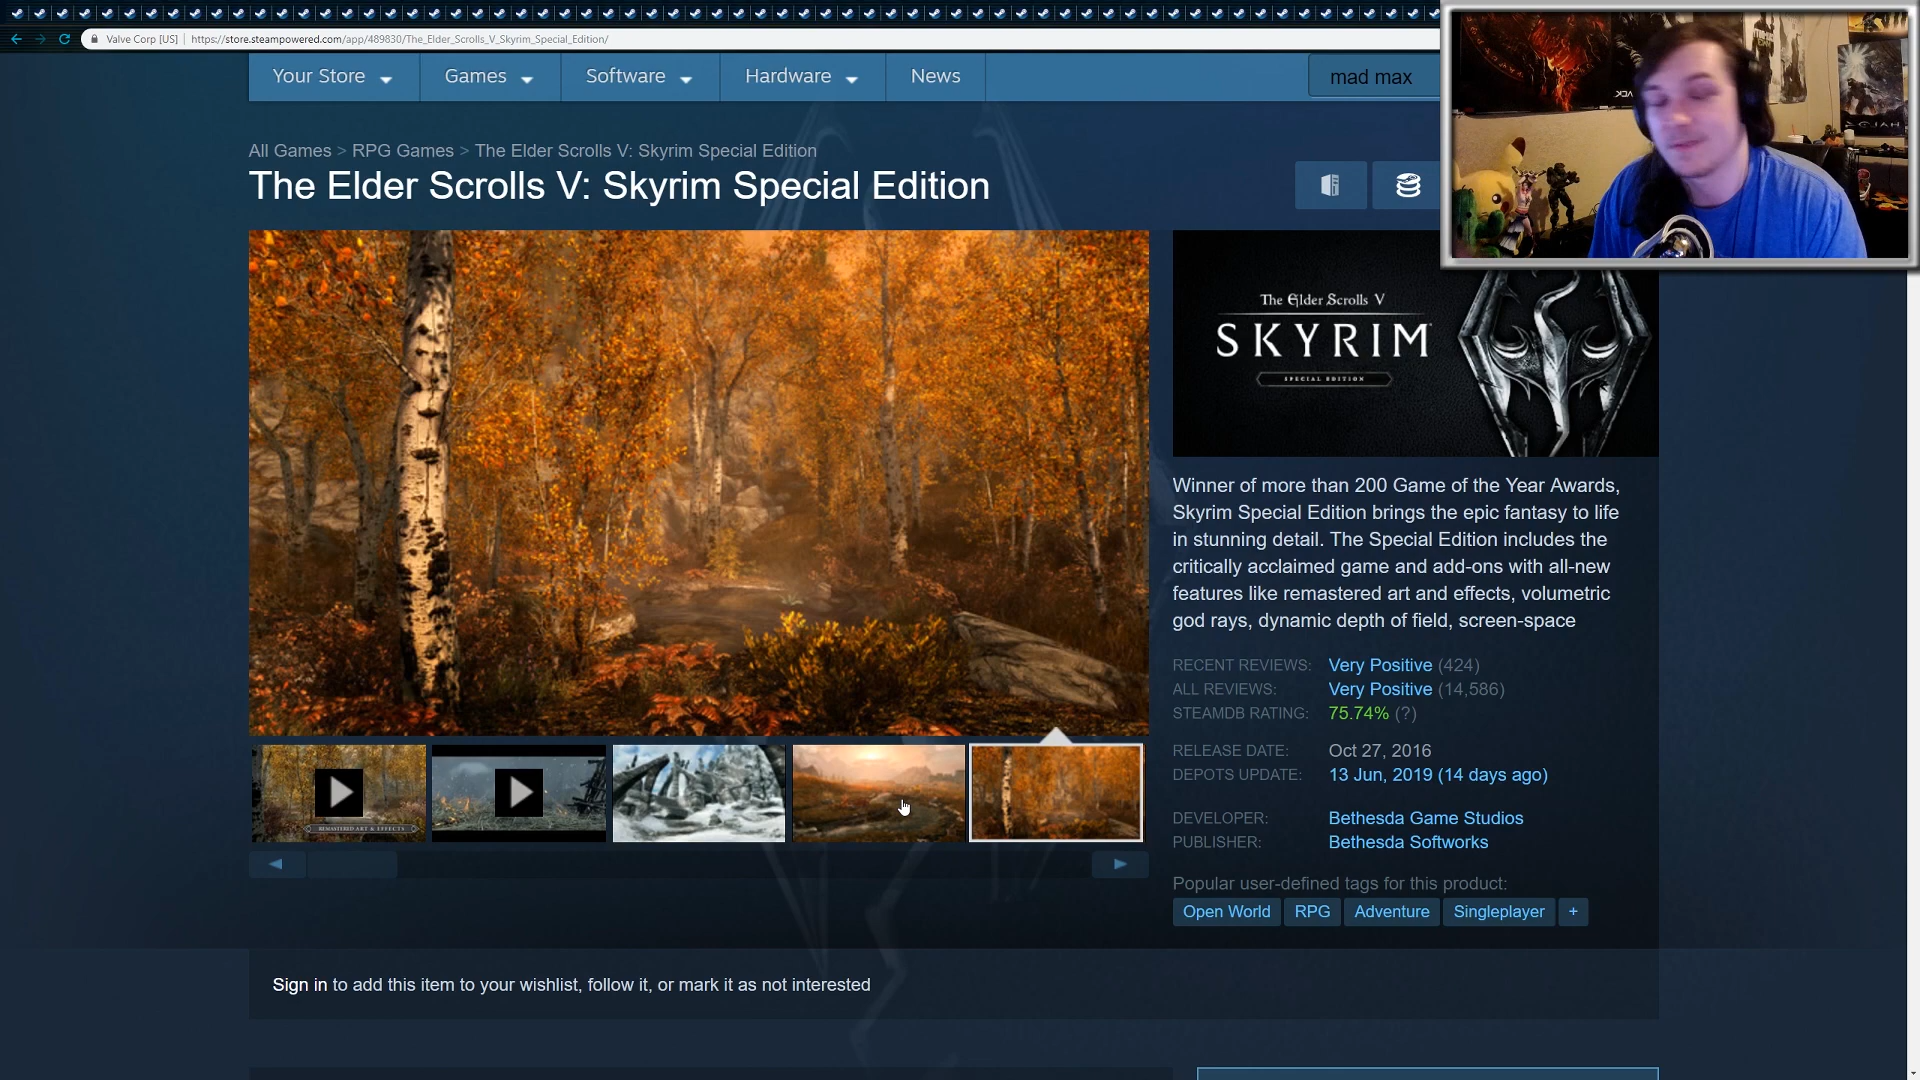 Valve Corp [US] | https://store.steampowered.com/app/489830/The_Elder_Scrolls_V_Skyrim_Special_Edition/
Your Store Games Software Hardware News mad max
All Games > RPG Games > The Elder Scrolls V: Skyrim Special Edition
The Elder Scrolls V: Skyrim Special Edition
The Elder Scrolls V
SKYRIM
SPECIAL EDITION
Winner of more than 200 Game of the Year Awards,
Skyrim Special Edition brings the epic fantasy to life
in stunning detail. The Special Edition includes the
critically acclaimed game and add-ons with all-new
features like remastered art and effects, volumetric
god rays, dynamic depth of field, screen-space
RECENT REVIEWS: Very Positive (424)
ALL REVIEWS: Very Positive (14,586)
STEAMDB RATING: 75.74% (?)
RELEASE DATE: Oct 27, 2016
DEPOTS UPDATE: 13 Jun, 2019 (14 days ago)
DEVELOPER: Bethesda Game Studios
PUBLISHER: Bethesda Softworks
Popular user-defined tags for this product:
Open World RPG Adventure Singleplayer +
REMASTERED ART & EFFECTS
Sign in to add this item to your wishlist, follow it, or mark it as not interested